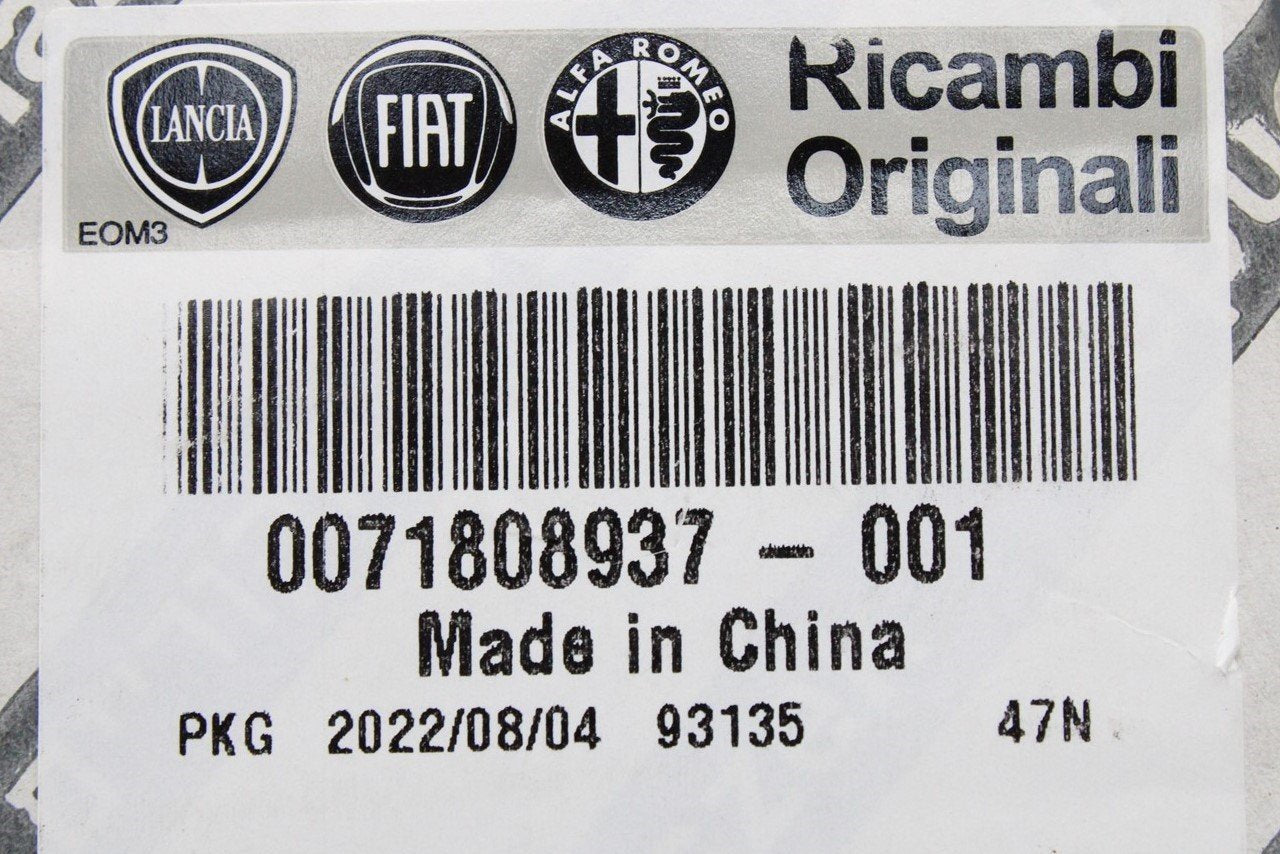 LANCIA
FIAT
ALFA ROMEO
Ricambi
Originali
EOM3
0071808937 - 001
Made in China
PKG 2022/08/04 93135 47N